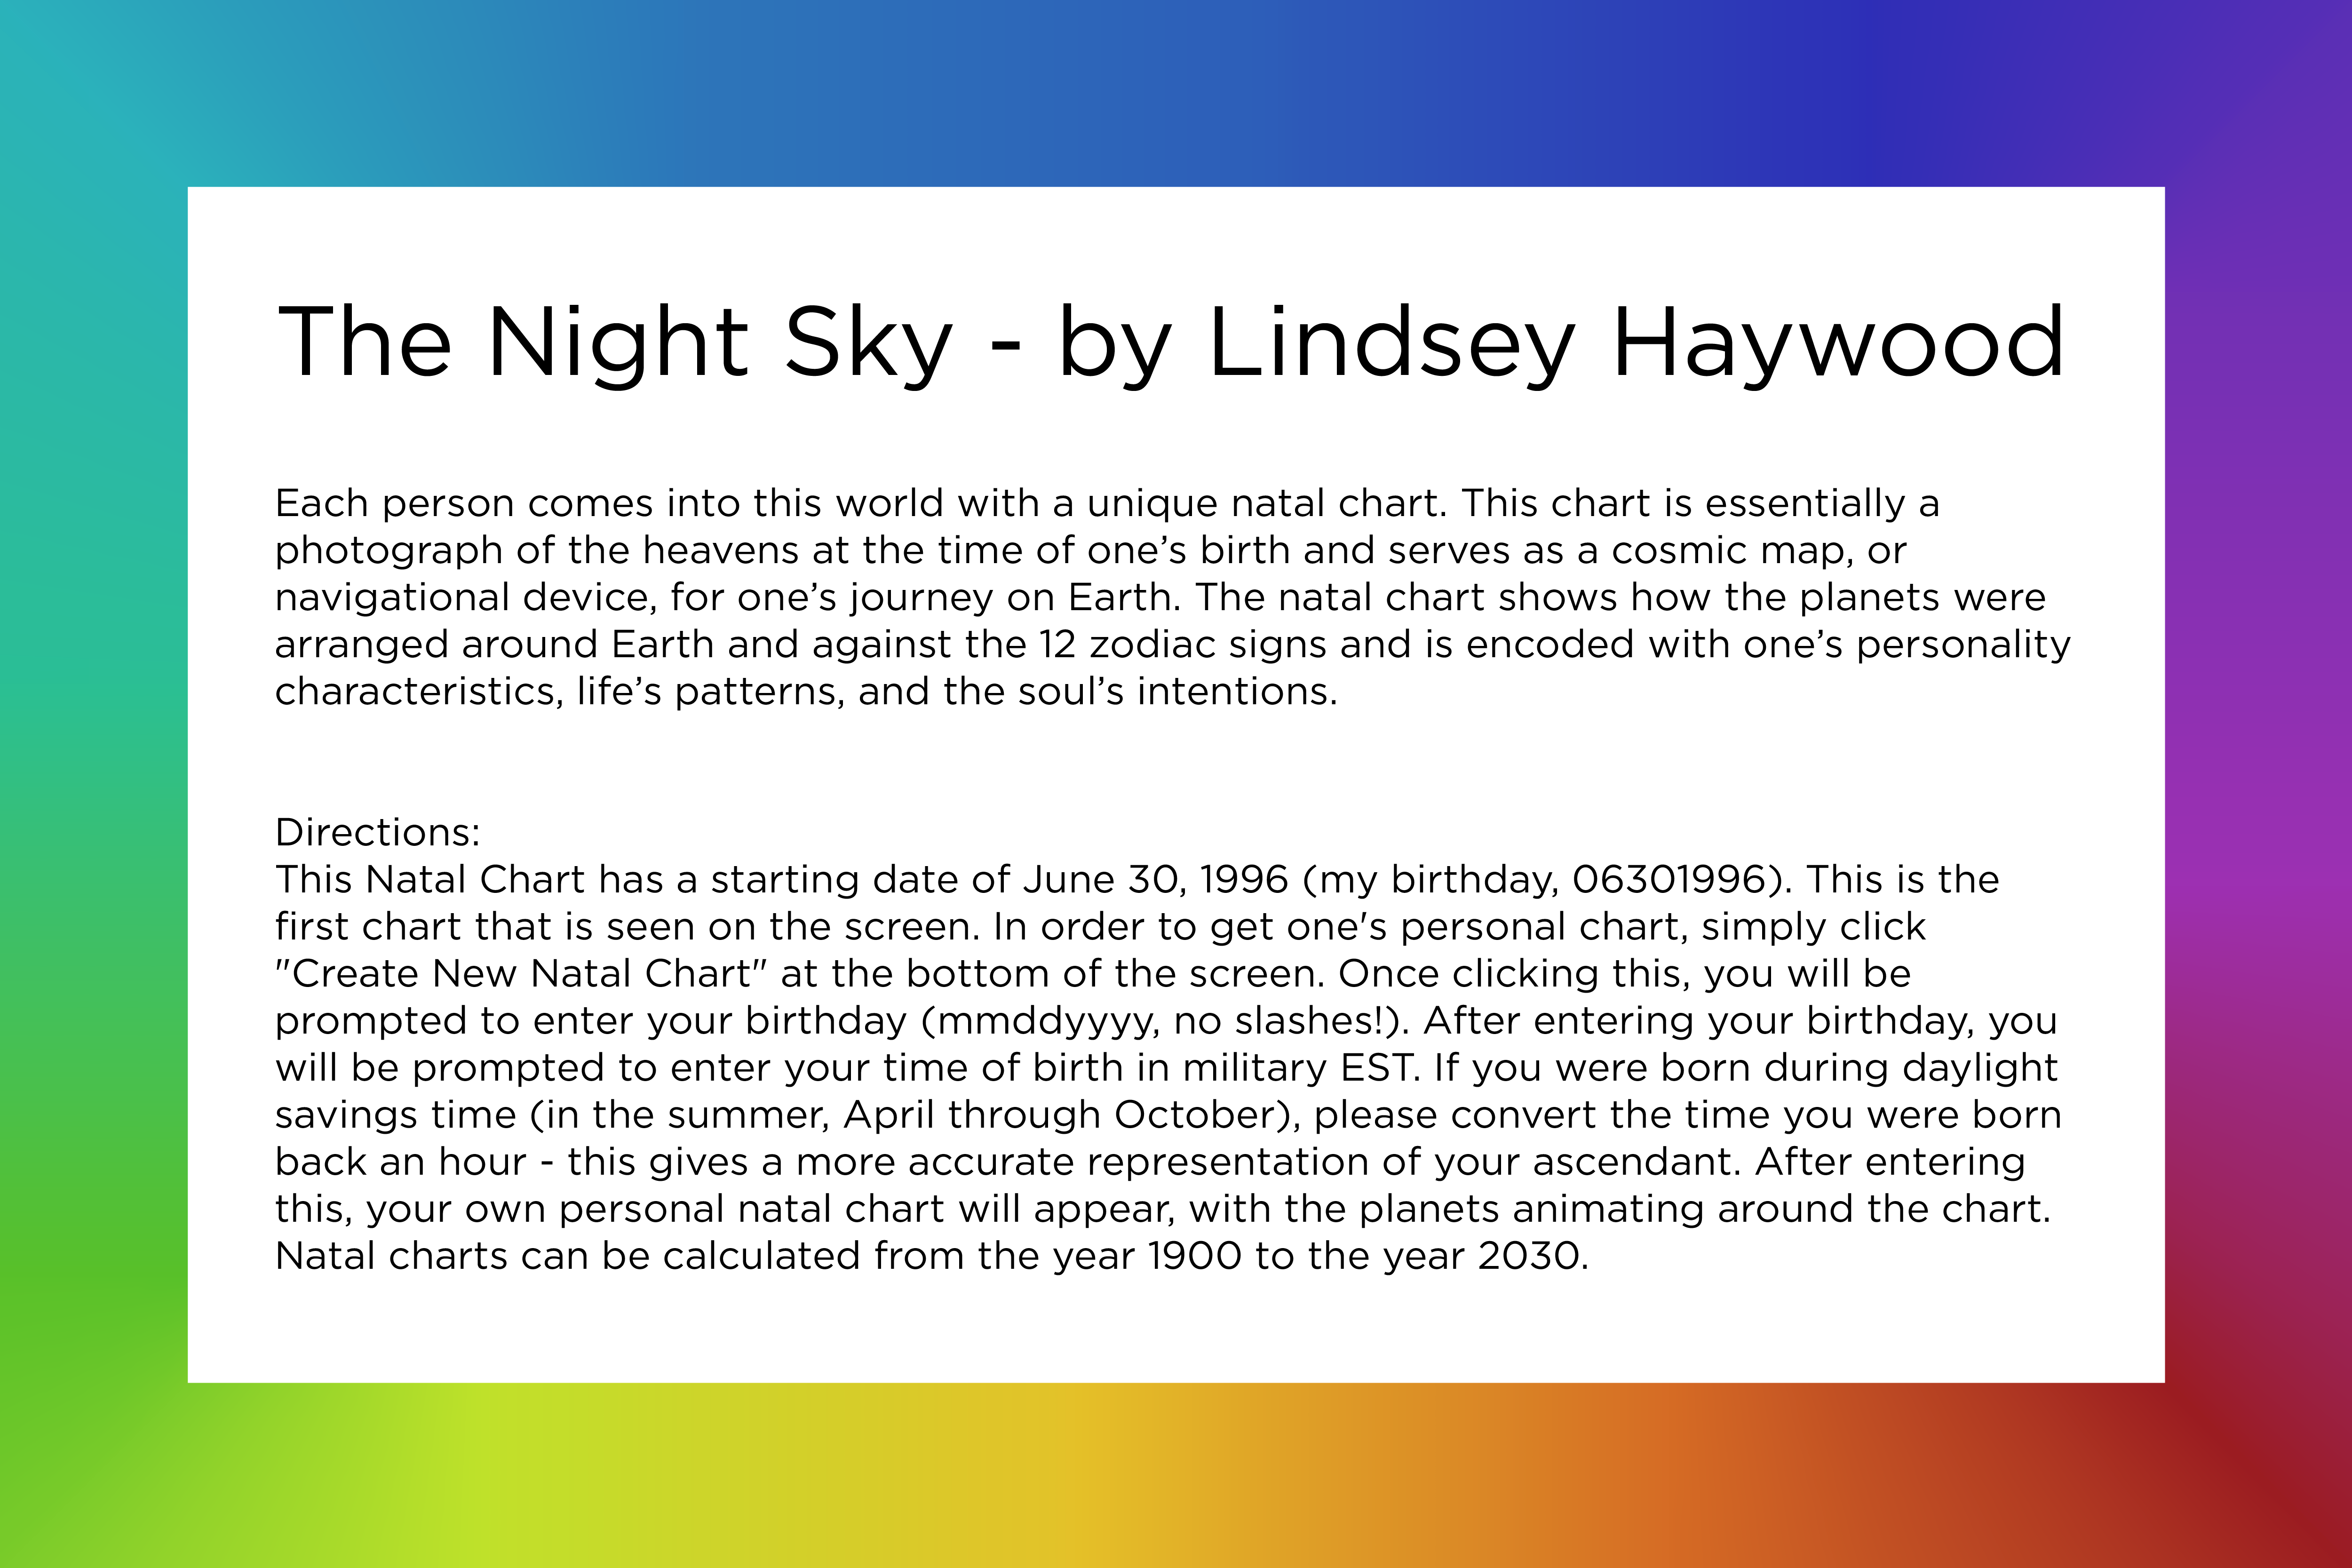 The Night Sky - by Lindsey Haywood
Each person comes into this world with a unique natal chart. This chart is essentially a
photograph of the heavens at the time of one’s birth and serves as a cosmic map, or
navigational device, for one’s journey on Earth. The natal chart shows how the planets were
arranged around Earth and against the 12 zodiac signs and is encoded with one’s personality
characteristics, life’s patterns, and the soul’s intentions.
Directions:
This Natal Chart has a starting date of June 30, 1996 (my birthday, 06301996). This is the
first chart that is seen on the screen. In order to get one's personal chart, simply click
"Create New Natal Chart" at the bottom of the screen. Once clicking this, you will be
prompted to enter your birthday (mmddyyyy, no slashes!). After entering your birthday, you
will be prompted to enter your time of birth in military EST. If you were born during daylight
savings time (in the summer, April through October), please convert the time you were born
back an hour - this gives a more accurate representation of your ascendant. After entering
this, your own personal natal chart will appear, with the planets animating around the chart.
Natal charts can be calculated from the year 1900 to the year 2030.